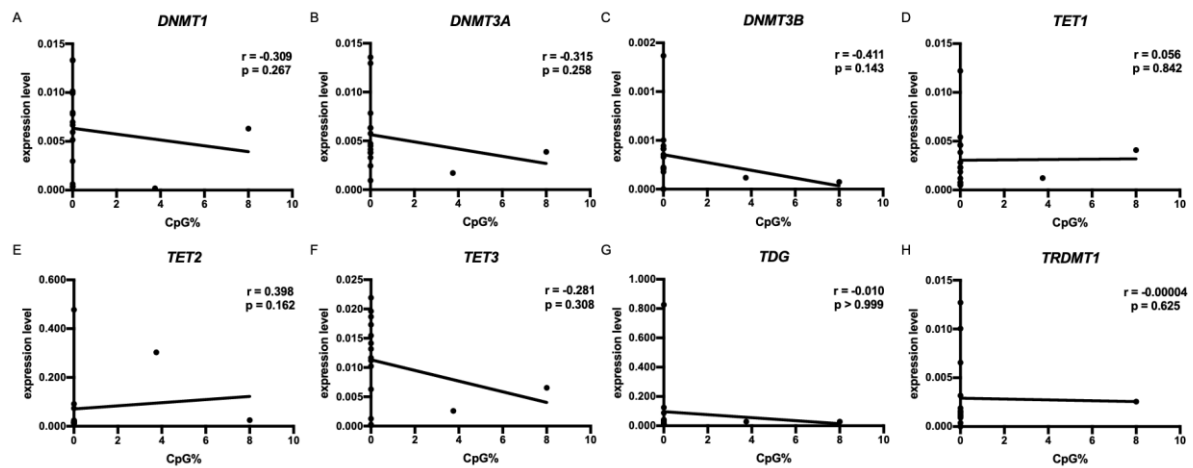 A
DNMT1
r = -0.309
p = 0.267
expression level
0.015
0.010
0.005
0.000
0 2 4 6 8 10
CpG%
B
DNMT3A
r = -0.315
p = 0.258
expression level
0.015
0.010
0.005
0.000
0 2 4 6 8 10
CpG%
C
DNMT3B
r = -0.411
p = 0.143
expression level
0.002
0.001
0.001
0.000
0 2 4 6 8 10
CpG%
D
TET1
r = 0.056
p = 0.842
expression level
0.015
0.010
0.005
0.000
0 2 4 6 8 10
CpG%
E
TET2
r = 0.398
p = 0.162
expression level
0.600
0.400
0.200
0.000
0 2 4 6 8 10
CpG%
F
TET3
r = -0.281
p = 0.308
expression level
0.025
0.020
0.015
0.010
0.005
0.000
0 2 4 6 8 10
CpG%
G
TDG
r = -0.010
p > 0.999
expression level
1.000
0.800
0.600
0.400
0.200
0.000
0 2 4 6 8 10
CpG%
H
TRDMT1
r = -0.00004
p = 0.625
expression level
0.015
0.010
0.005
0.000
0 2 4 6 8 10
CpG%